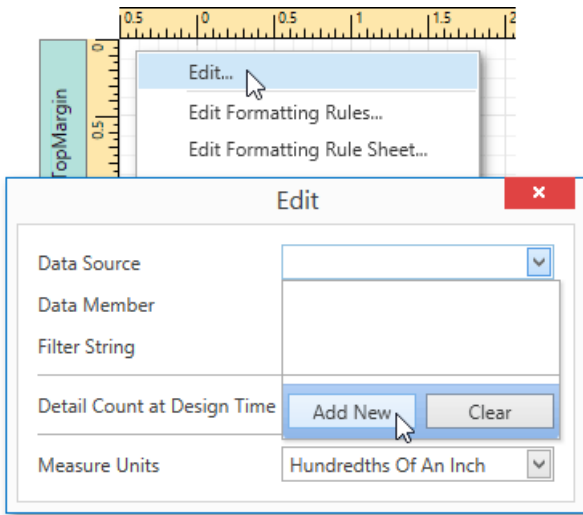 0.5 0 0.5 1 1.5 2
0
TopMargin
0.5
Edit...
Edit Formatting Rules...
Edit Formatting Rule Sheet...
Edit
Data Source
Data Member
Filter String
Detail Count at Design Time
Add New
Clear
Measure Units
Hundredths Of An Inch